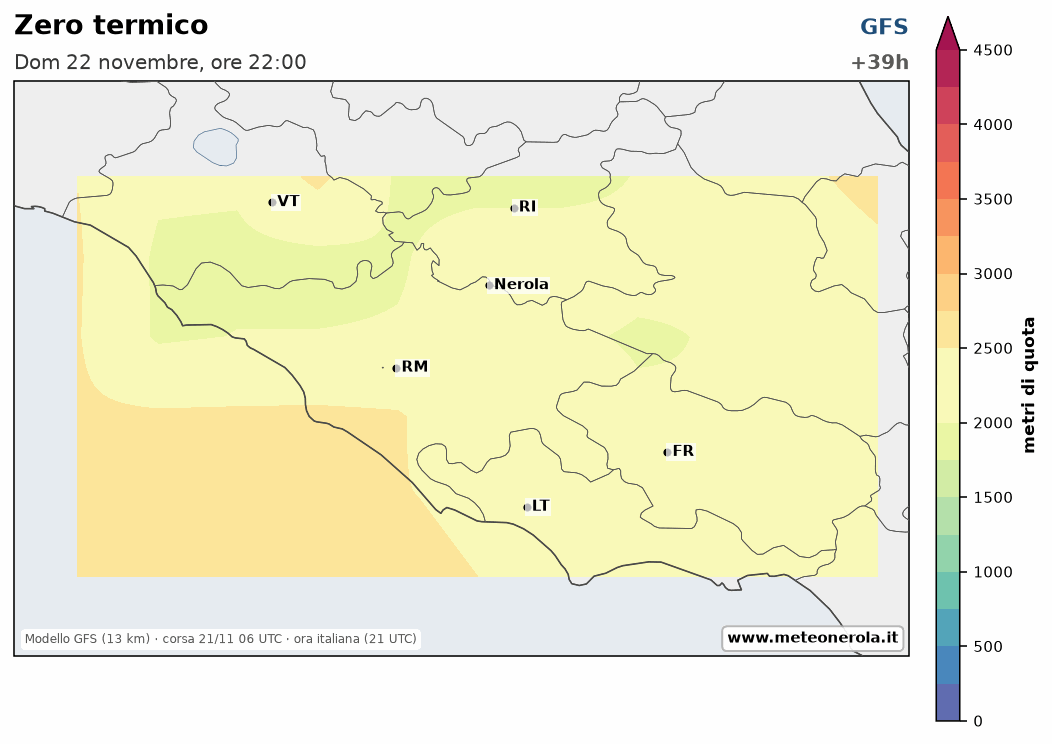 Zero termico
GFS
Dom 22 novembre, ore 22:00
+39h
VT
RI
Nerola
RM
FR
LT
Modello GFS (13 km) · corsa 21/11 06 UTC · ora italiana (21 UTC)
www.meteonerola.it
4500
4000
3500
3000
2500
2000
1500
1000
500
0
metri di quota